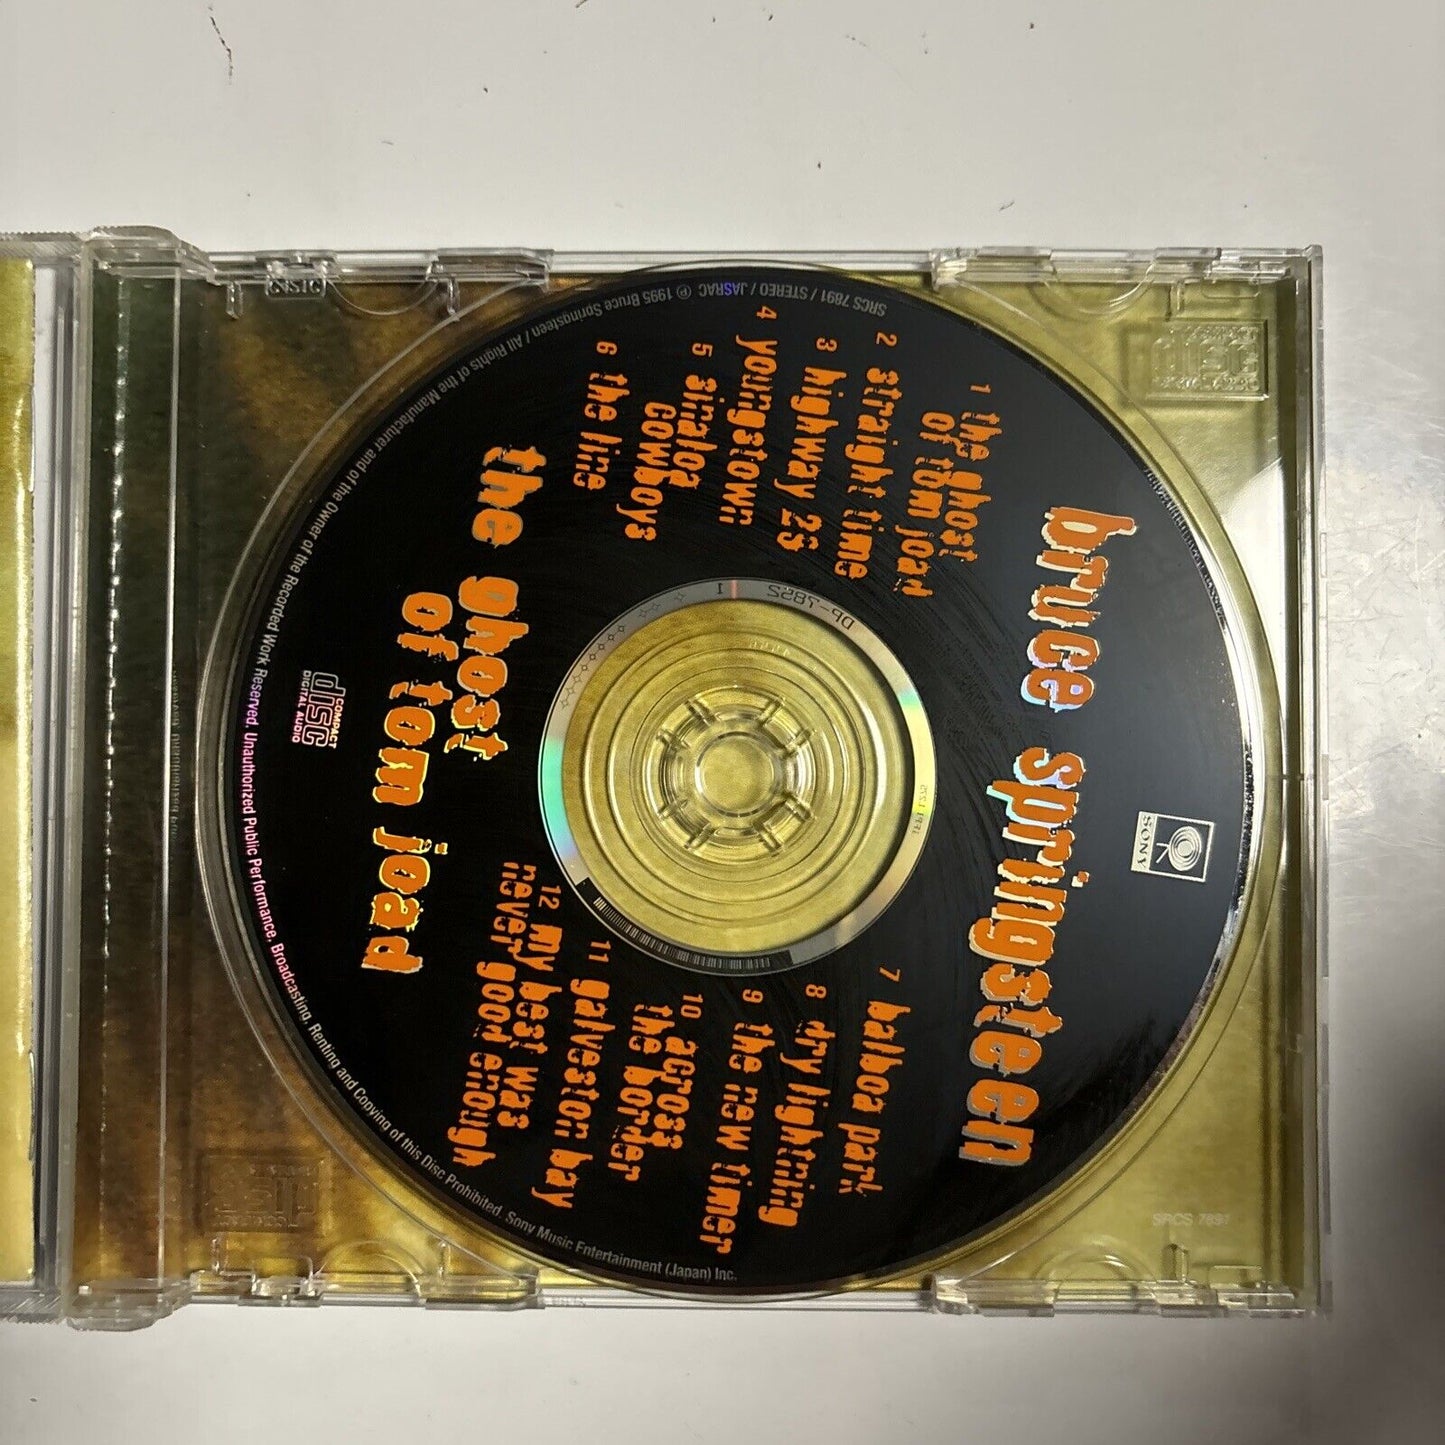 bruce springsteen
SONY
1 the ghost
of tom joad
2 straight time
3 highway 29
4 youngstown
5 sinaloa
cowboys
6 the line
7 balboa park
8 dry lightning
9 the new timer
10 across
the border
11 galveston bay
12 my best was
never good enough
the ghost
of tom joad
COMPACT
disc
DIGITAL AUDIO
SRCS 7891 / STEREO / JASRAC ℗ 1995 Bruce Springsteen / All Rights of the Manufacturer and of the Owner of the Recorded Work Reserved. Unauthorized Public Performance, Broadcasting, Renting and Copying of this Disc Prohibited. Sony Music Entertainment (Japan) Inc.
DP-7852 1
SRCS 7891